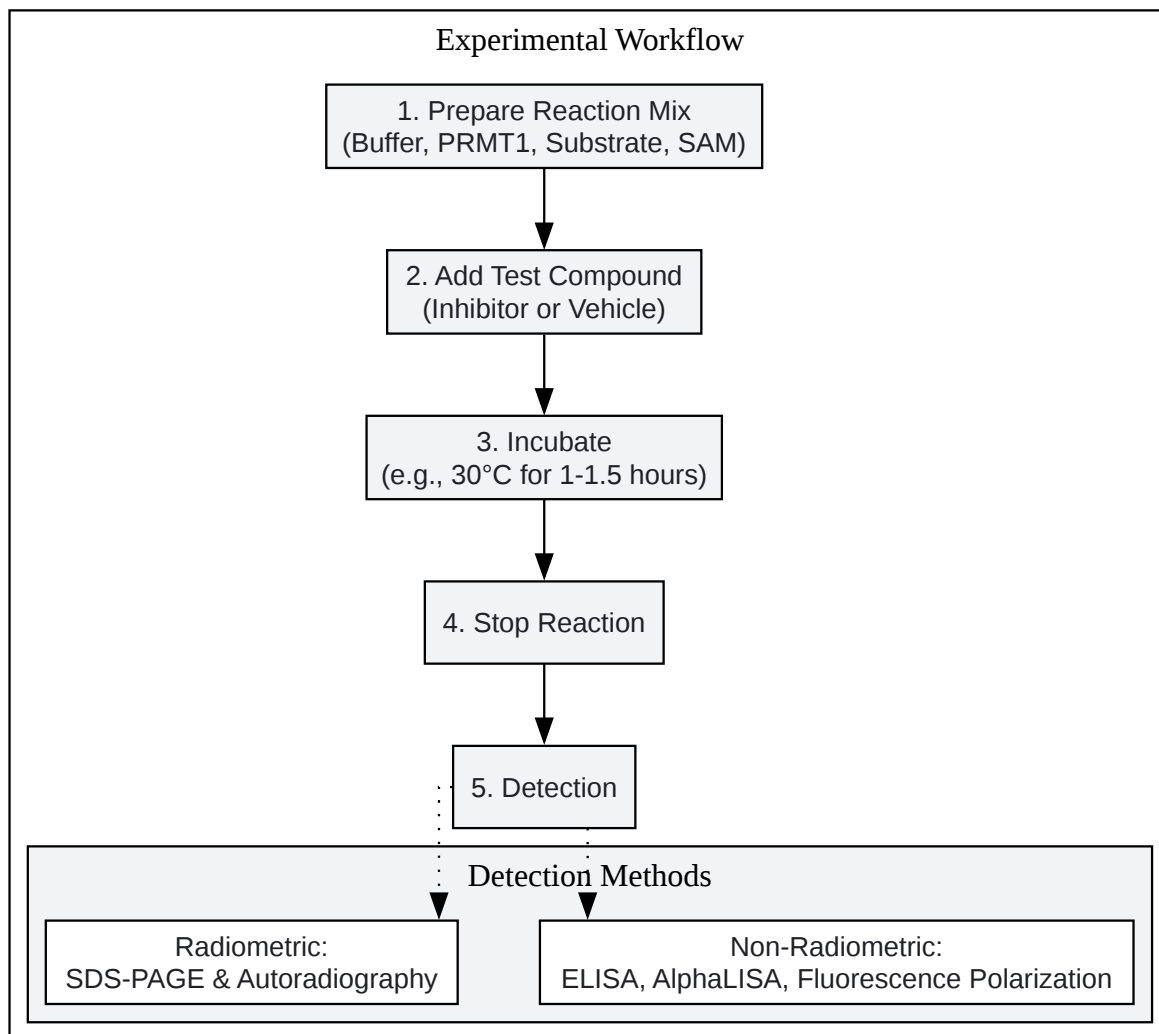 Experimental Workflow
1. Prepare Reaction Mix
(Buffer, PRMT1, Substrate, SAM)
2. Add Test Compound
(Inhibitor or Vehicle)
3. Incubate
(e.g., 30°C for 1-1.5 hours)
4. Stop Reaction
5. Detection
Detection Methods
Radiometric:
SDS-PAGE & Autoradiography
Non-Radiometric:
ELISA, AlphaLISA, Fluorescence Polarization